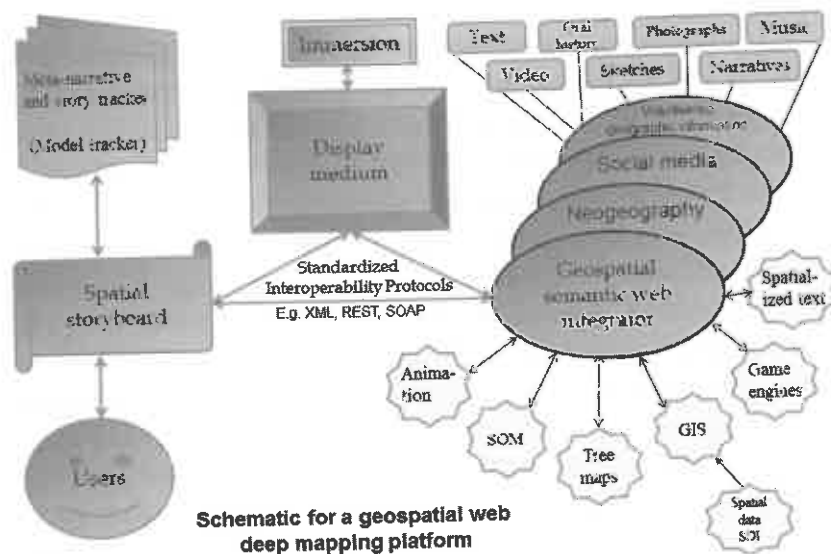 Text
Oral
history
Photographs
Music
Video
Sketches
Narratives
Immersion
Meta-narrative
and story tracker
(Model tracker)
Display
medium
geographic information
Social media
Neogeography
Geospatial
semantic web
integrator
Spatial
storyboard
Standardized
Interoperability Protocols
E.g. XML, REST, SOAP
Spatial-
ized text
Game
engines
Anima-
tion
SOM
Tree
maps
GIS
Spatial
data
SDI
Users
Schematic for a geospatial web
deep mapping platform